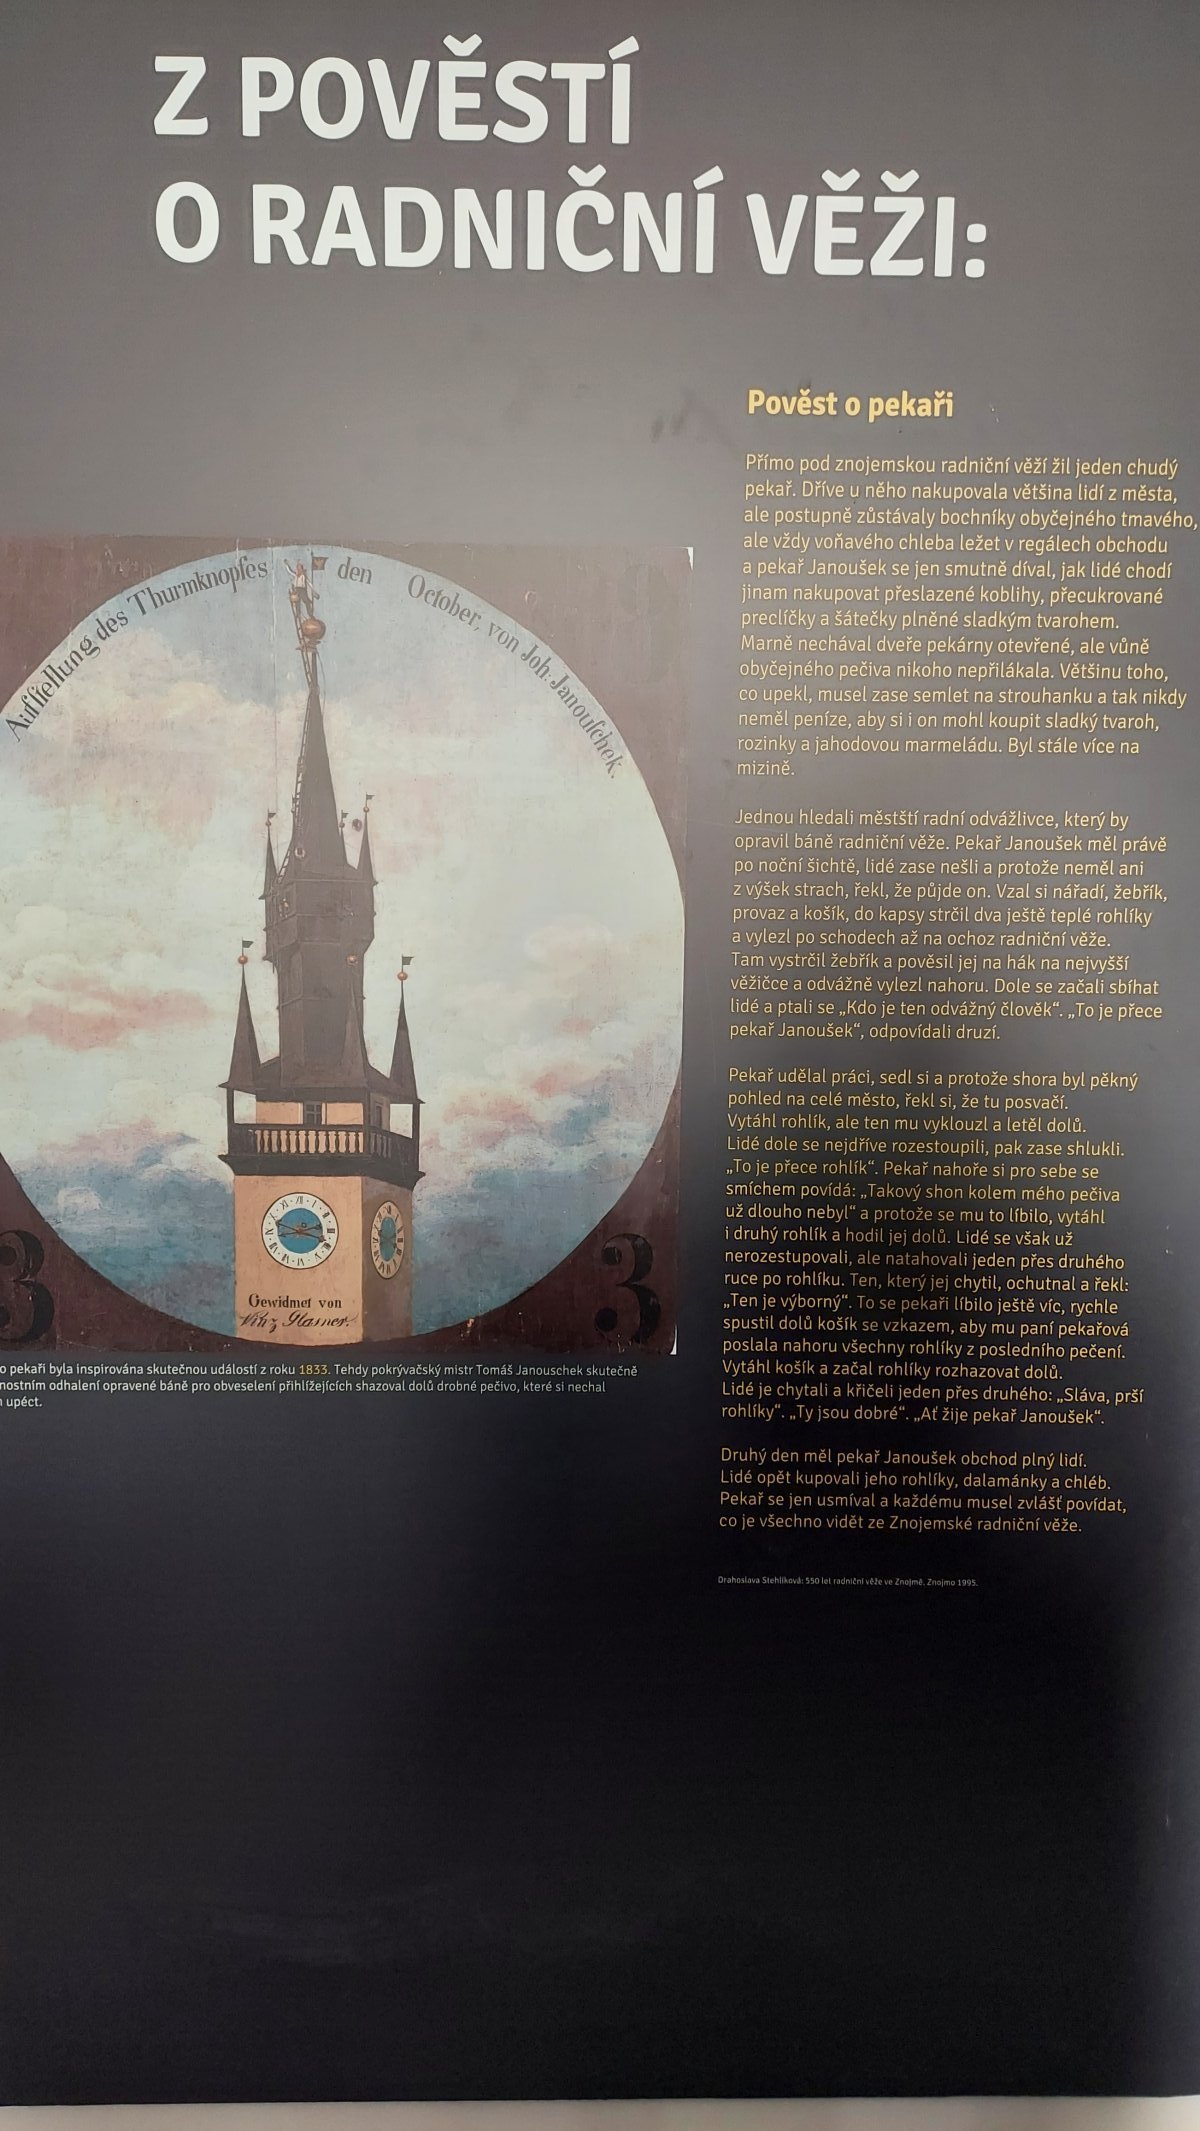 Z POVĚSTÍ
O RADNIČNÍ VĚŽI:
Aufstellung des Thurmknopfes den October, von Joh: Janouſchek.
3 3
Gewidmet von
o pekaři byla inspirována skutečnou událostí z roku 1833. Tehdy pokrývačský mistr Tomáš Janouschek skutečně
nostním odhalení opravené báně pro obveselení přihlížejících shazoval dolů drobné pečivo, které si nechal
upéct.
Pověst o pekaři
Přímo pod znojemskou radniční věží žil jeden chudý
pekař. Dříve u něho nakupovala většina lidí z města,
ale postupně zůstávaly bochníky obyčejného tmavého,
ale vždy voňavého chleba ležet v regálech obchodu
a pekař Janoušek se jen smutně díval, jak lidé chodí
jinam nakupovat přeslazené koblihy, přecukrované
preclíčky a šátečky plněné sladkým tvarohem.
Marně nechával dveře pekárny otevřené, ale vůně
obyčejného pečiva nikoho nepřilákala. Většinu toho,
co upekl, musel zase semlet na strouhanku a tak nikdy
neměl peníze, aby si i on mohl koupit sladký tvaroh,
rozinky a jahodovou marmeládu. Byl stále více na
mizině.
Jednou hledali městští radní odvážlivce, který by
opravil báně radniční věže. Pekař Janoušek měl právě
po noční šichtě, lidé zase nešli a protože neměl ani
z výšek strach, řekl, že půjde on. Vzal si nářadí, žebřík,
provaz a košík, do kapsy strčil dva ještě teplé rohlíky
a vylezl po schodech až na ochoz radniční věže.
Tam vystrčil žebřík a pověsil jej na hák na nejvyšší
věžičce a odvážně vylezl nahoru. Dole se začali sbíhat
lidé a ptali se „Kdo je ten odvážný člověk“. „To je přece
pekař Janoušek“, odpovídali druzí.
Pekař udělal práci, sedl si a protože shora byl pěkný
pohled na celé město, řekl si, že tu posvačí.
Vytáhl rohlík, ale ten mu vyklouzl a letěl dolů.
Lidé dole se nejdříve rozestoupili, pak zase shlukli.
„To je přece rohlík“. Pekař nahoře si pro sebe se
smíchem povídá: „Takový shon kolem mého pečiva
už dlouho nebyl“ a protože se mu to líbilo, vytáhl
i druhý rohlík a hodil jej dolů. Lidé se však už
nerozestupovali, ale natahovali jeden přes druhého
ruce po rohlíku. Ten, který jej chytil, ochutnal a řekl:
„Ten je výborný“. To se pekaři líbilo ještě víc, rychle
spustil dolů košík se vzkazem, aby mu paní pekařová
poslala nahoru všechny rohlíky z posledního pečení.
Vytáhl košík a začal rohlíky rozhazovat dolů.
Lidé je chytali a křičeli jeden přes druhého: „Sláva, prší
rohlíky“. „Ty jsou dobré“. „Ať žije pekař Janoušek“.
Druhý den měl pekař Janoušek obchod plný lidí.
Lidé opět kupovali jeho rohlíky, dalamánky a chléb.
Pekař se jen usmíval a každému musel zvlášť povídat,
co je všechno vidět ze Znojemské radniční věže.
Drahoslava Stehlíková: 550 let radniční věže ve Znojmě, Znojmo 1995.